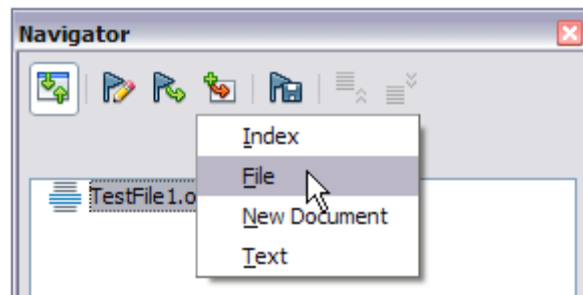 Navigator
Index
File
TestFile1.o
New Document
Text